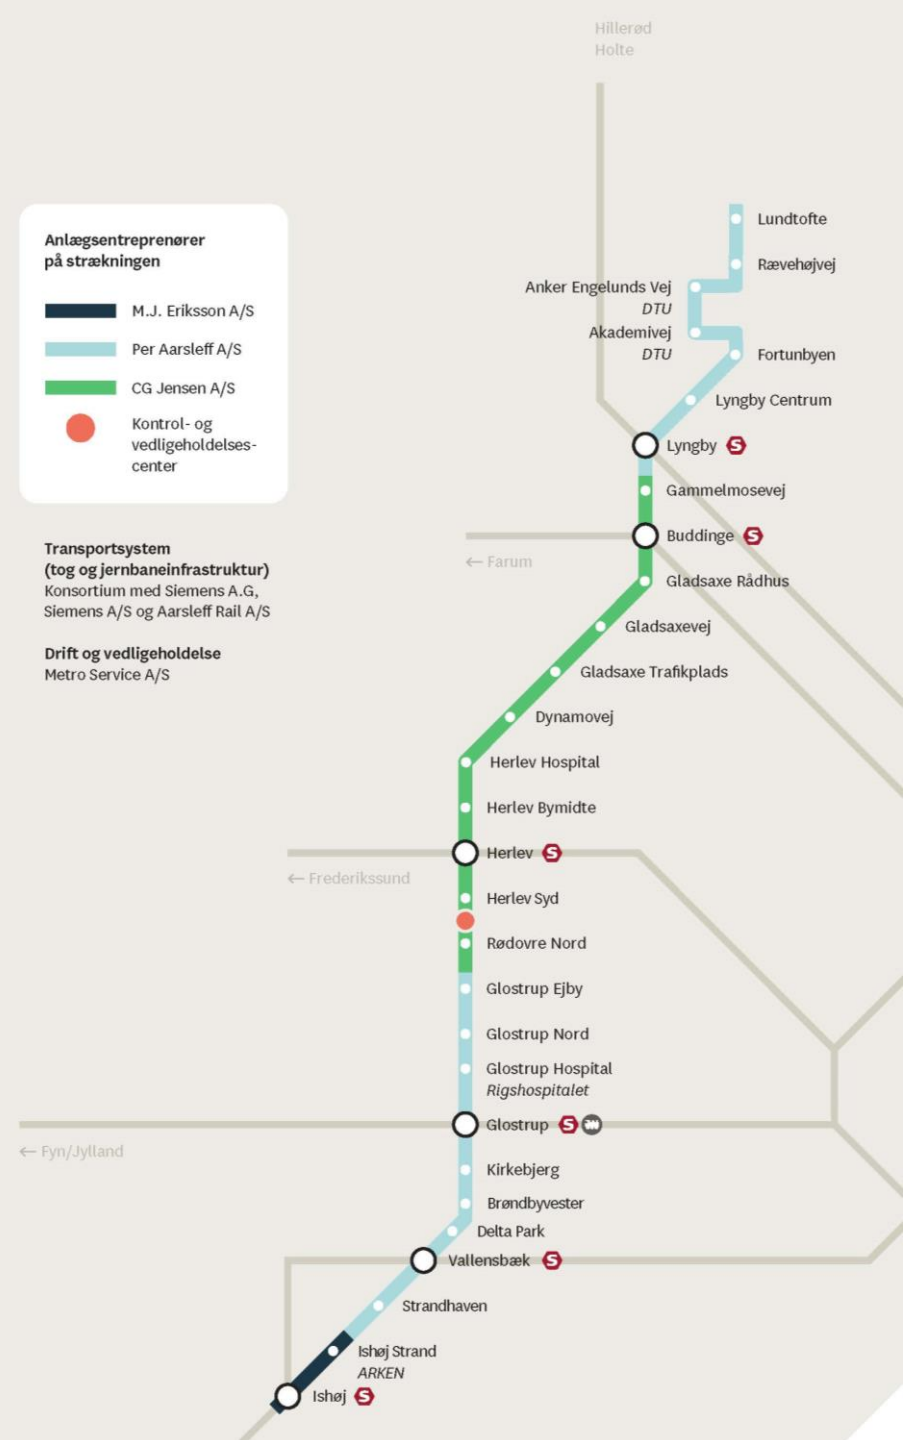 Hillerød
Holte
Anlægsentreprenører
på strækningen
M.J. Eriksson A/S
Per Aarsleff A/S
CG Jensen A/S
Kontrol- og
vedligeholdelses-
center
Transportsystem
(tog og jernbaneinfrastruktur)
Konsortium med Siemens A.G,
Siemens A/S og Aarsleff Rail A/S
Drift og vedligeholdelse
Metro Service A/S
Lundtofte
Rævehøjvej
Anker Engelunds Vej
DTU
Akademivej
DTU
Fortunbyen
Lyngby Centrum
Lyngby S
Gammelmosevej
Buddinge S
← Farum
Gladsaxe Rådhus
Gladsaxevej
Gladsaxe Trafikplads
Dynamovej
Herlev Hospital
Herlev Bymidte
Herlev S
← Frederikssund
Herlev Syd
Rødovre Nord
Glostrup Ejby
Glostrup Nord
Glostrup Hospital
Rigshospitalet
Glostrup S
← Fyn/Jylland
Kirkebjerg
Brøndbyvester
Delta Park
Vallensbæk S
Strandhaven
Ishøj Strand
ARKEN
Ishøj S